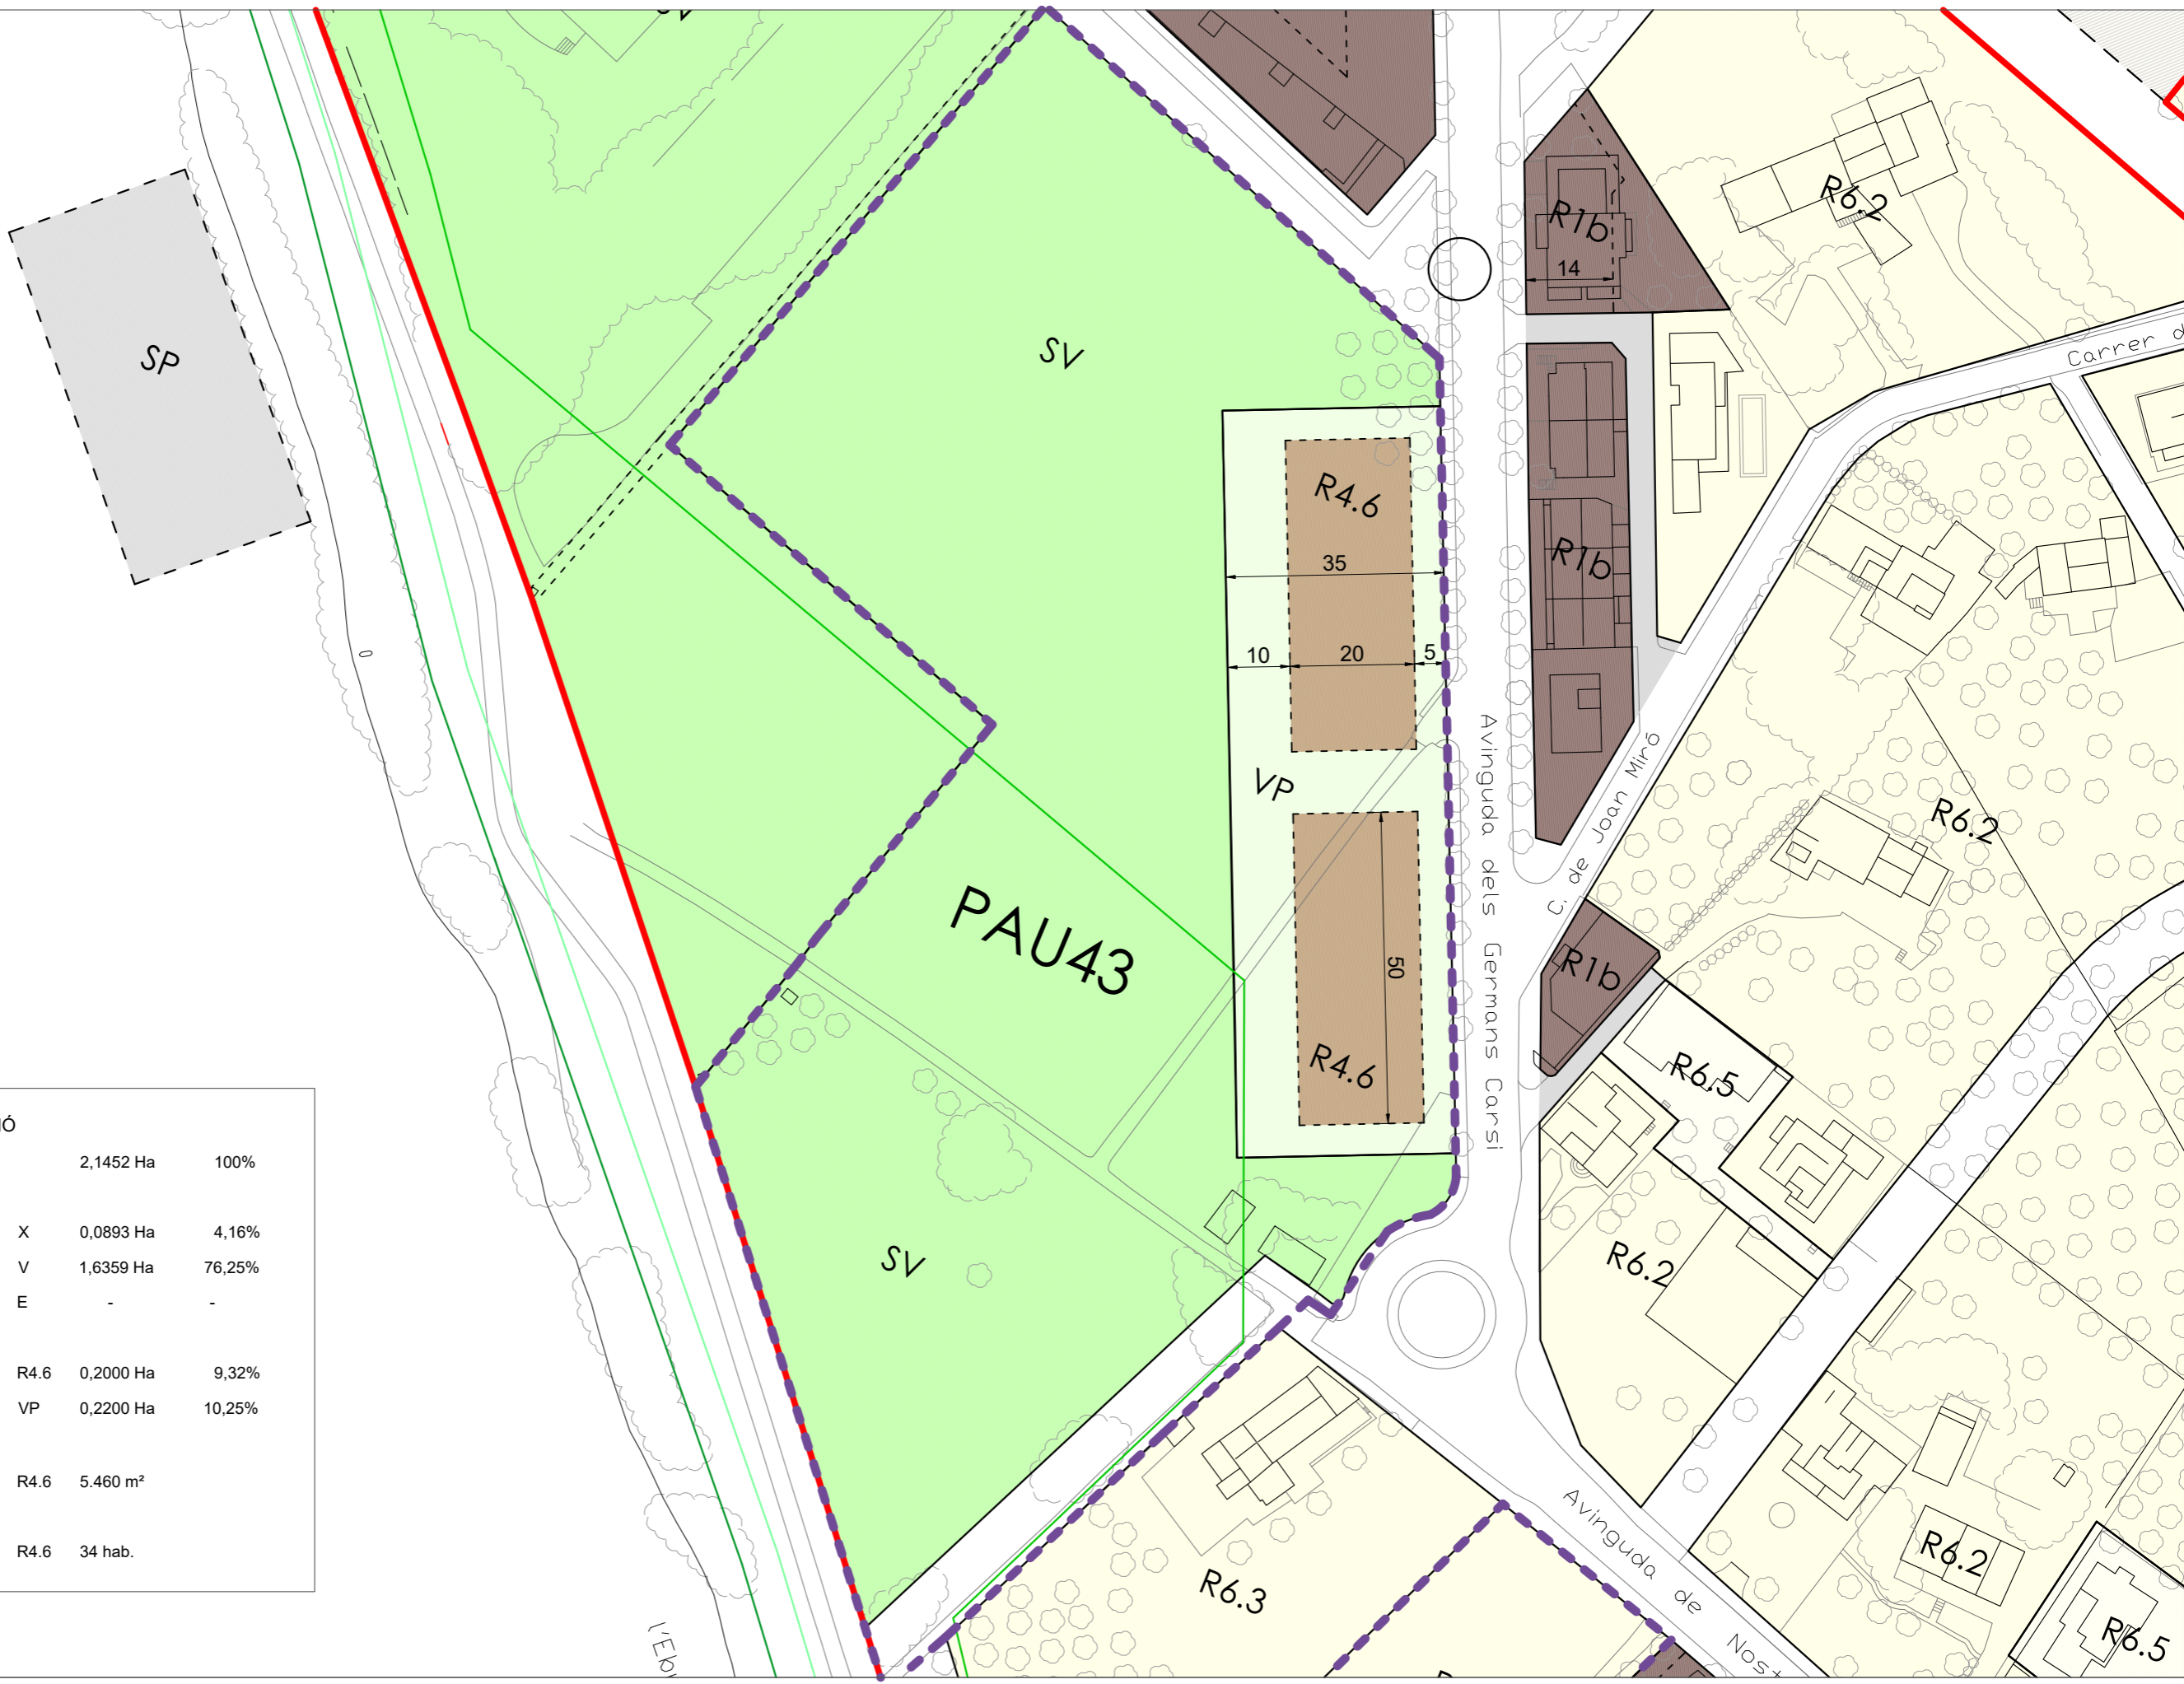 SV
R6.2
R1b
14
Carrer d
SP
SV
R4.6
35
R1b
10
20
5
VP
Avinguda dels Germans Carsi
C. de Joan Miró
R6.2
PAU43
50
R1b
R4.6
R6.5
SV
R6.2
IÓ
2,1452 Ha 100%
X 0,0893 Ha 4,16%
V 1,6359 Ha 76,25%
E - -
R4.6 0,2000 Ha 9,32%
VP 0,2200 Ha 10,25%
R4.6 5.460 m²
R4.6 34 hab.
Avinguda de Nost
R6.2
R6.3
R6.5
l'Eb